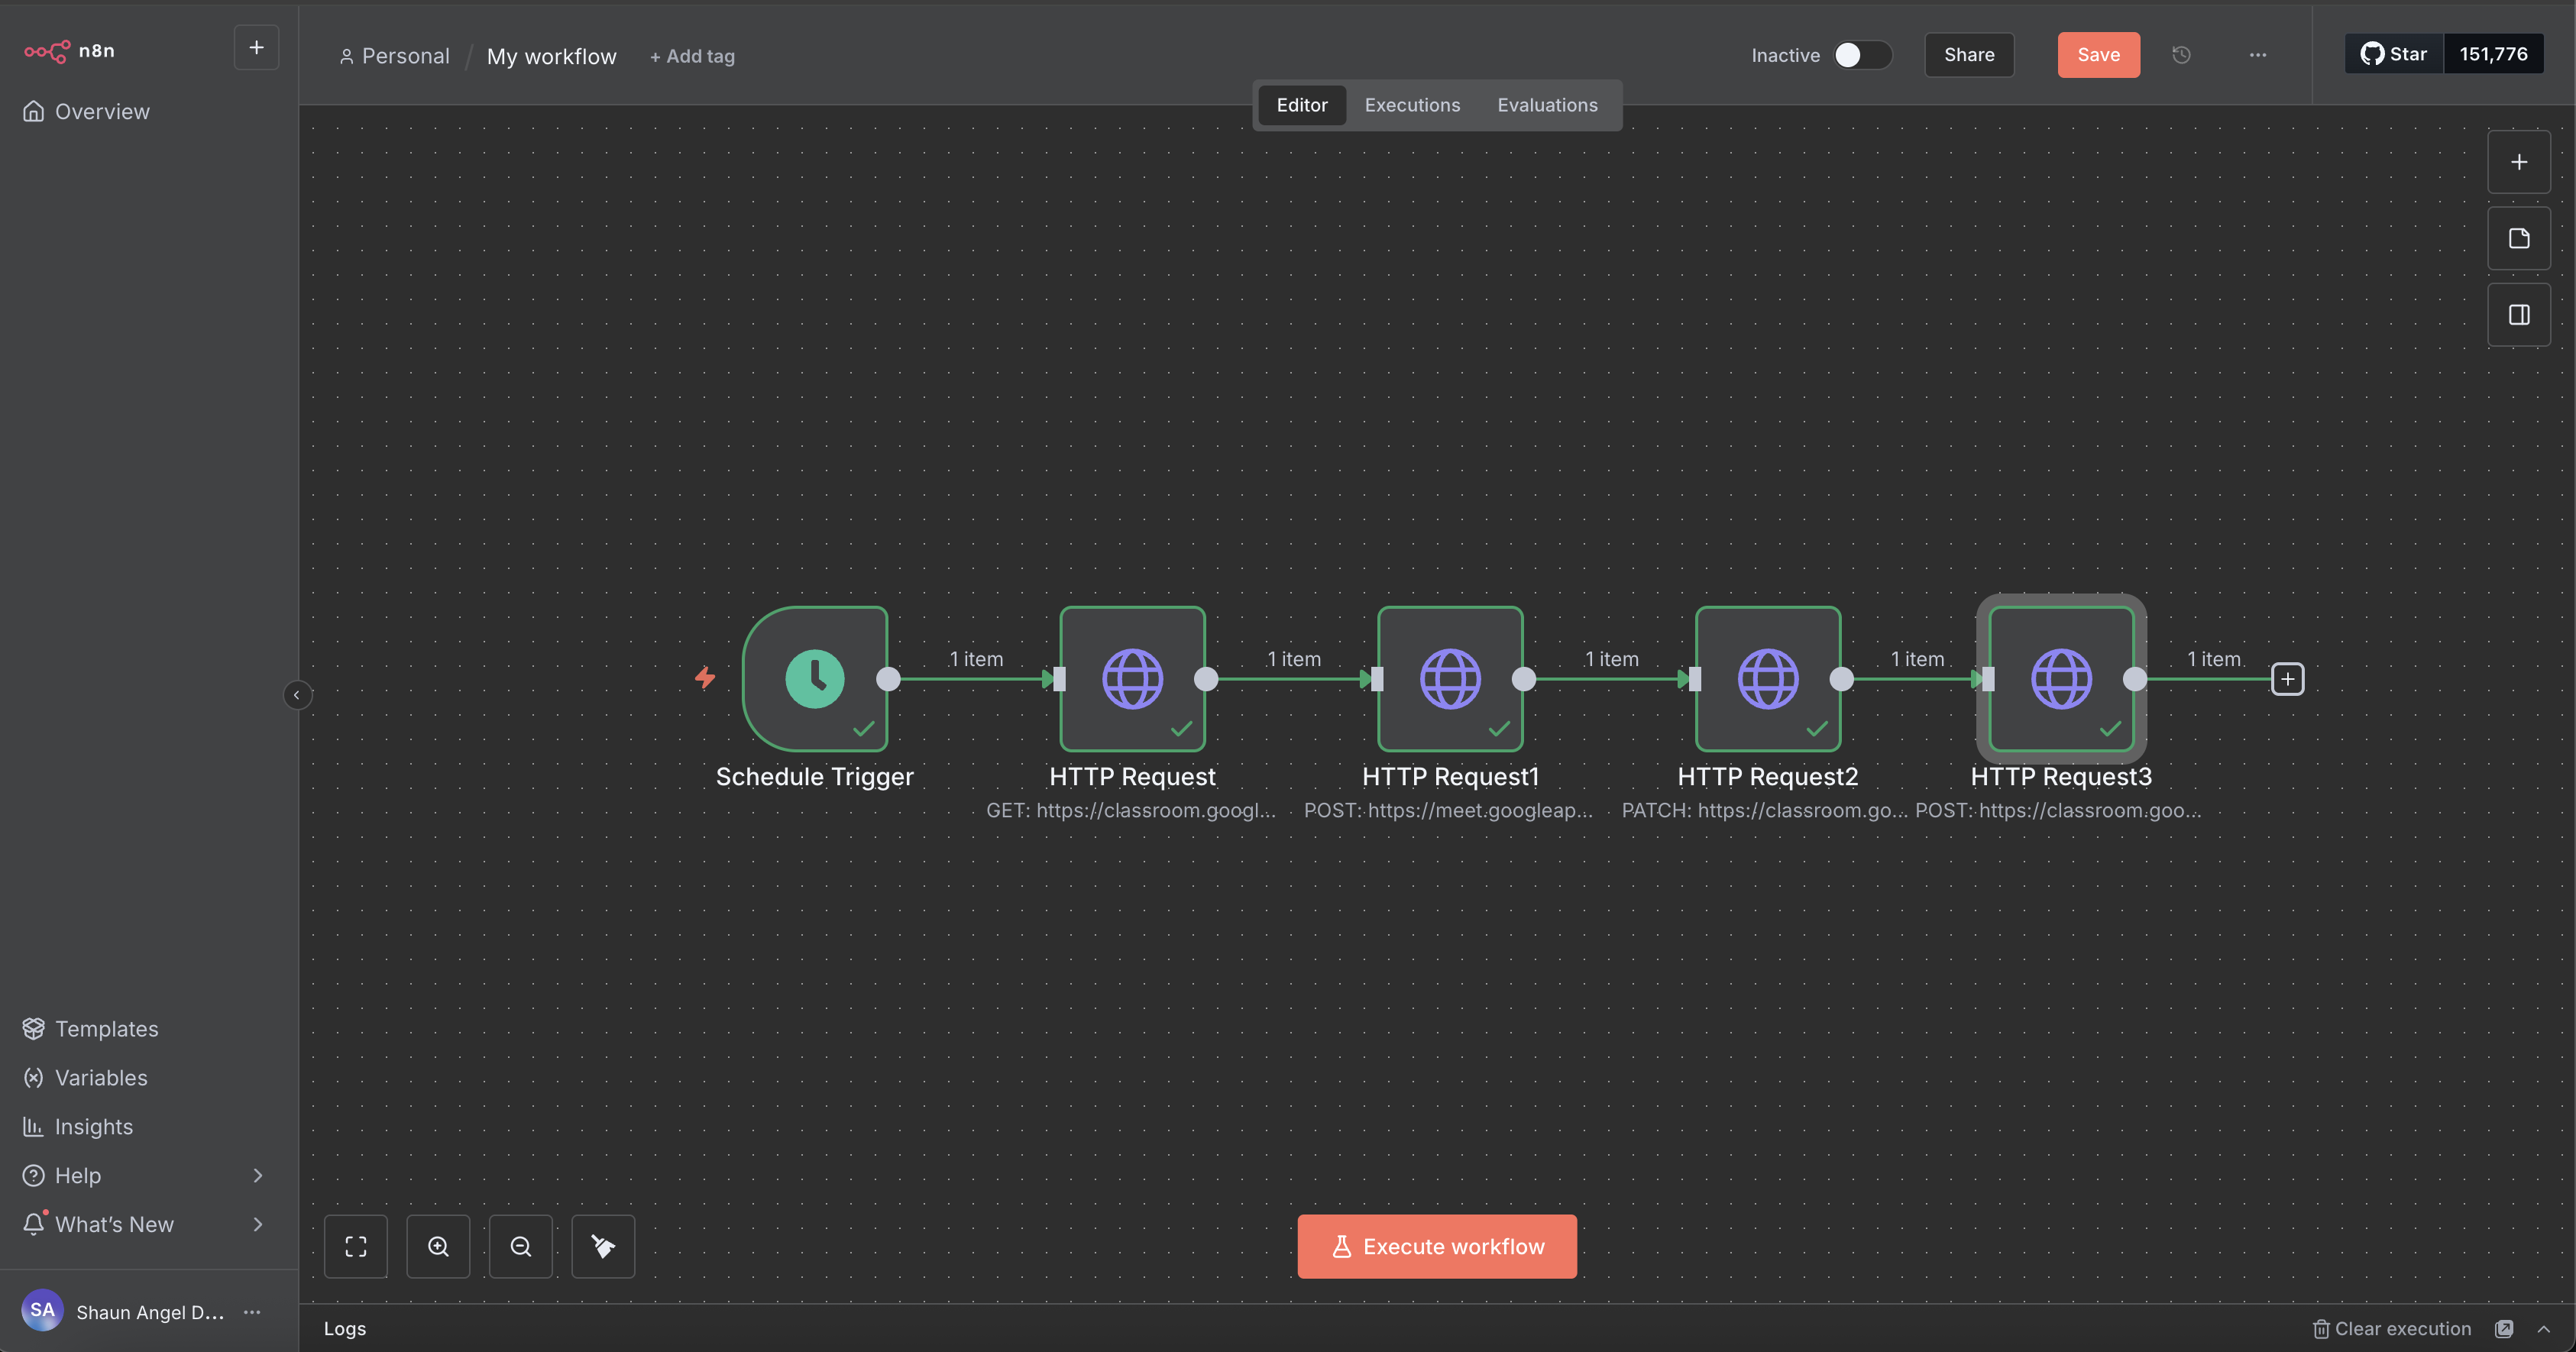 n8n
Personal / My workflow + Add tag
Inactive
Share
Save
Star 151,776
Editor Executions Evaluations
Overview
1 item 1 item 1 item 1 item 1 item
Schedule Trigger
HTTP Request
GET: https://classroom.googl...
HTTP Request1
POST: https://meet.googleap...
HTTP Request2
PATCH: https://classroom.go...
HTTP Request3
POST: https://classroom.goo...
Templates
Variables
Insights
Help
What's New
Execute workflow
SA Shaun Angel D...
Logs
Clear execution